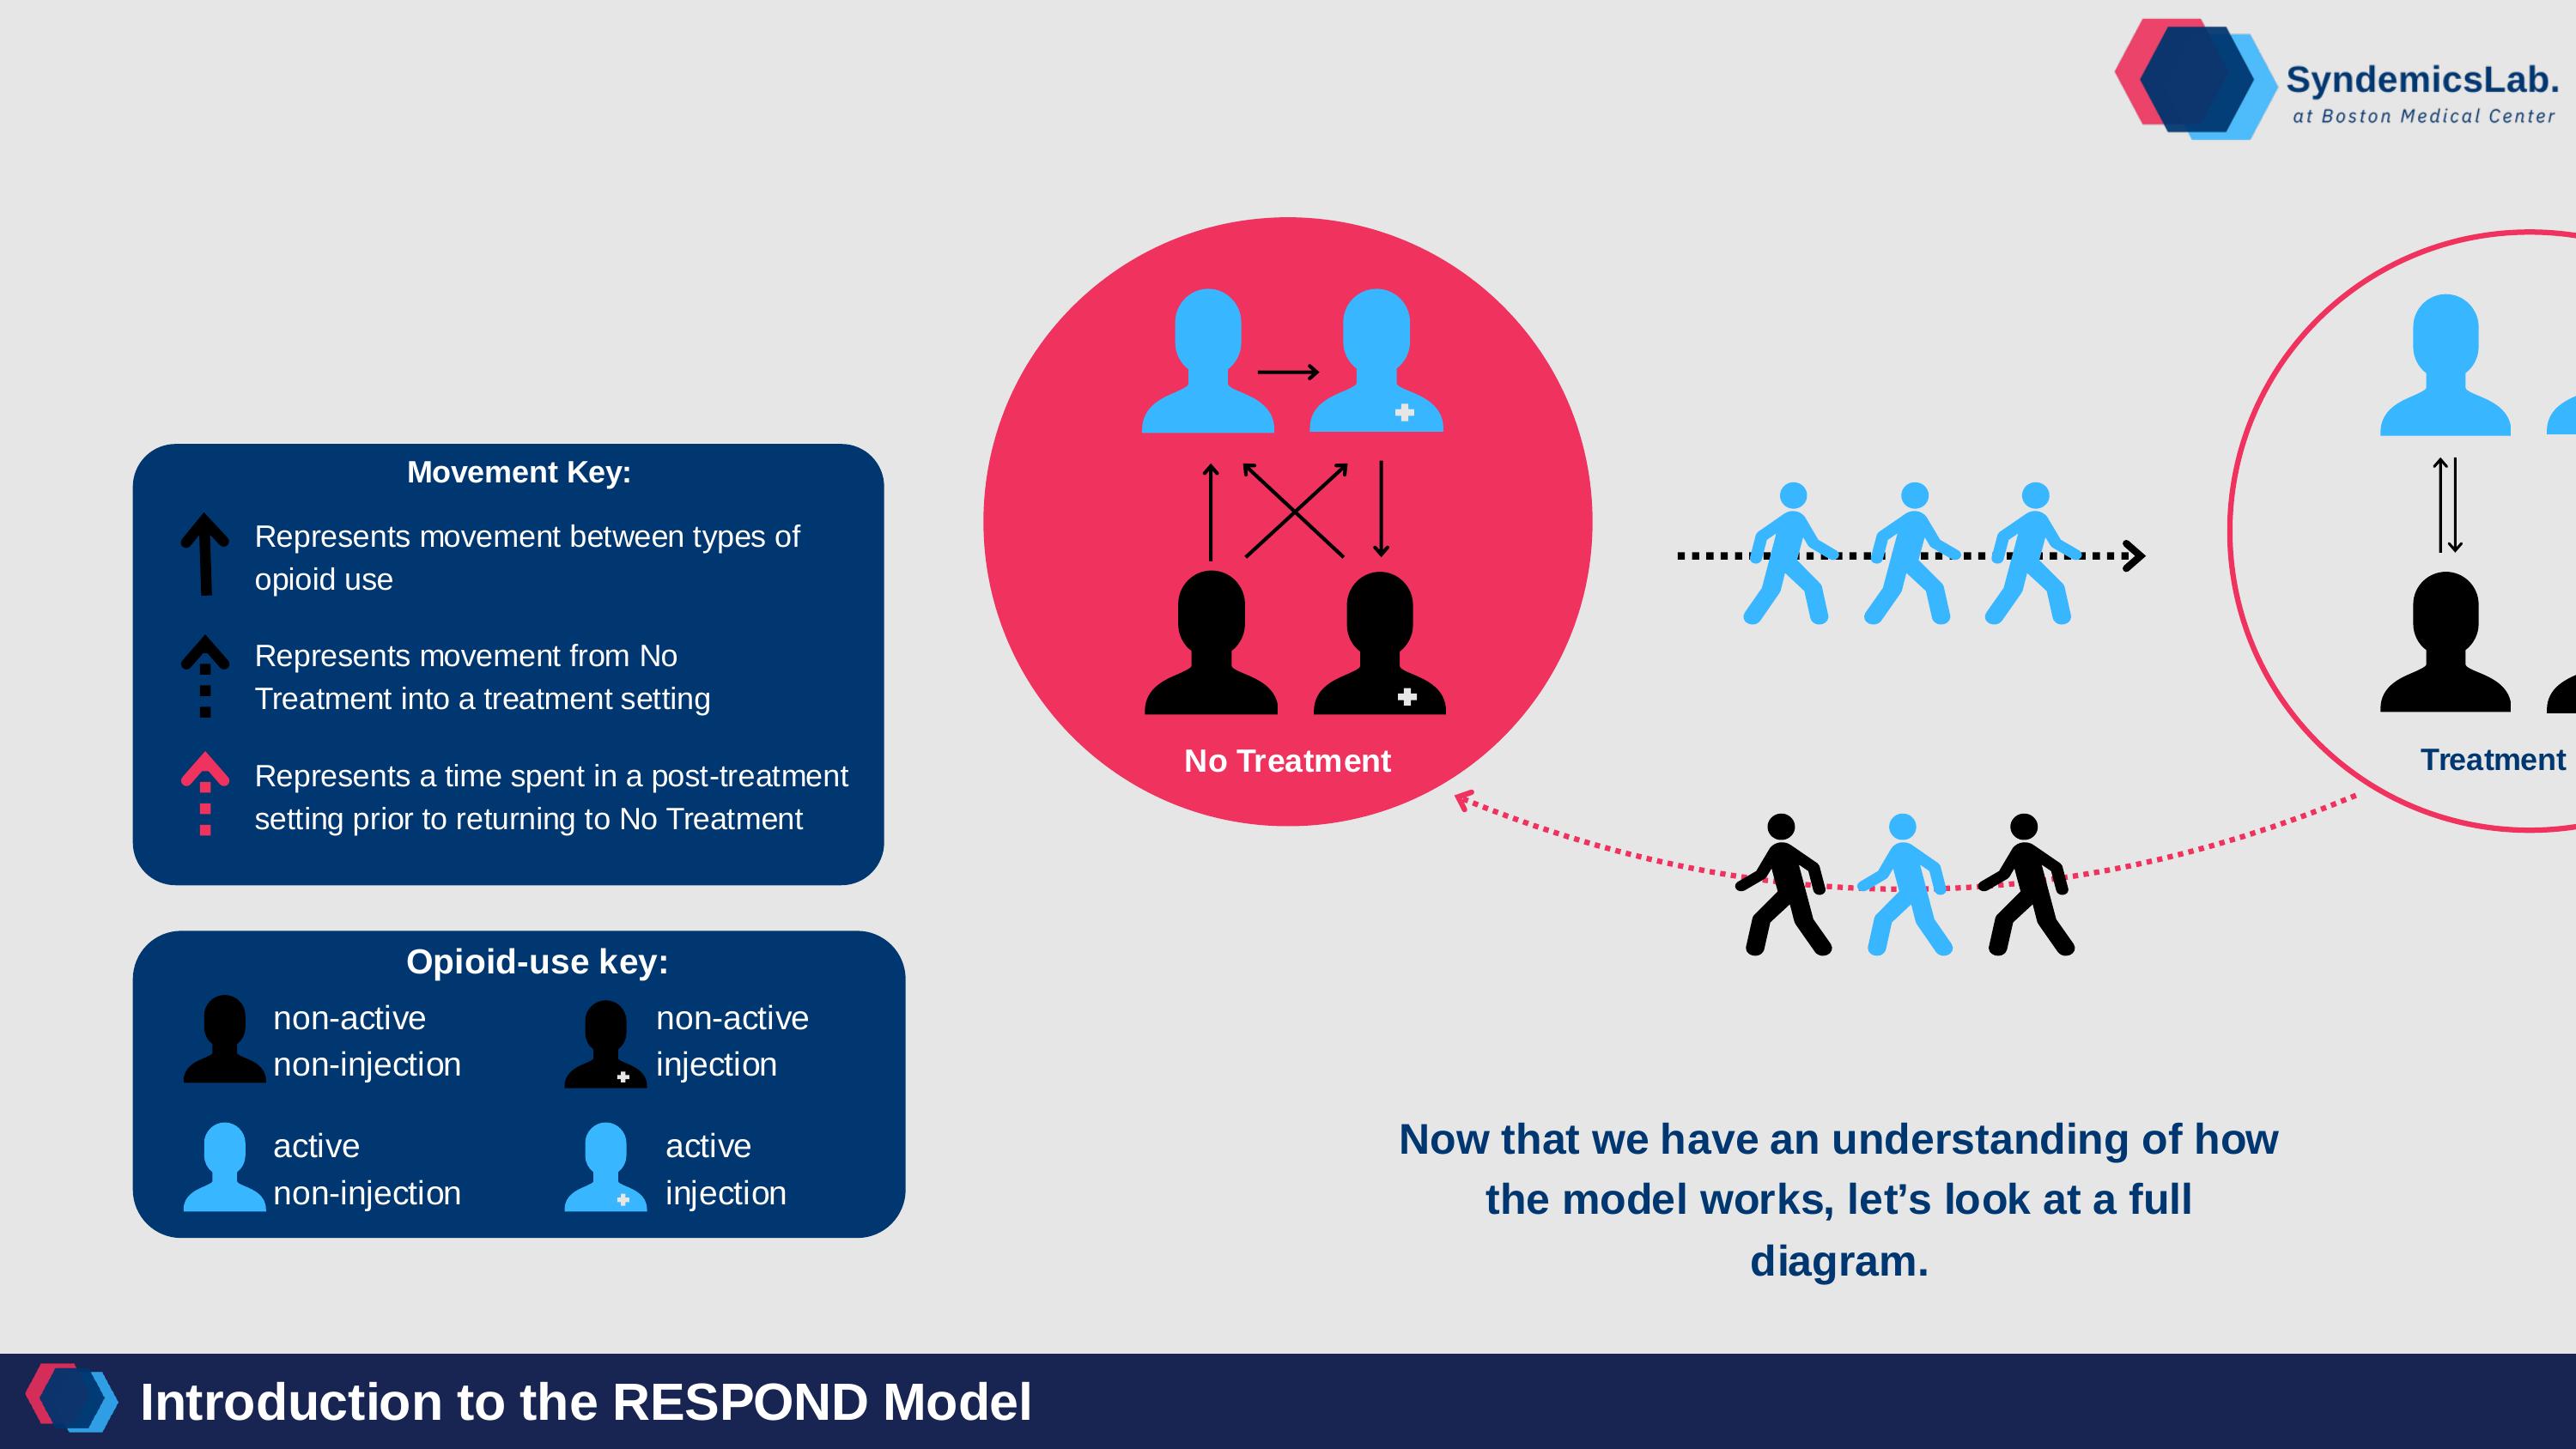 SyndemicsLab.
at Boston Medical Center
Movement Key:
Represents movement between types of
opioid use
Represents movement from No
Treatment into a treatment setting
Represents a time spent in a post-treatment
setting prior to returning to No Treatment
No Treatment
Treatment
Opioid-use key:
non-active
non-injection
non-active
injection
active
non-injection
active
injection
Now that we have an understanding of how
the model works, let’s look at a full
diagram.
Introduction to the RESPOND Model